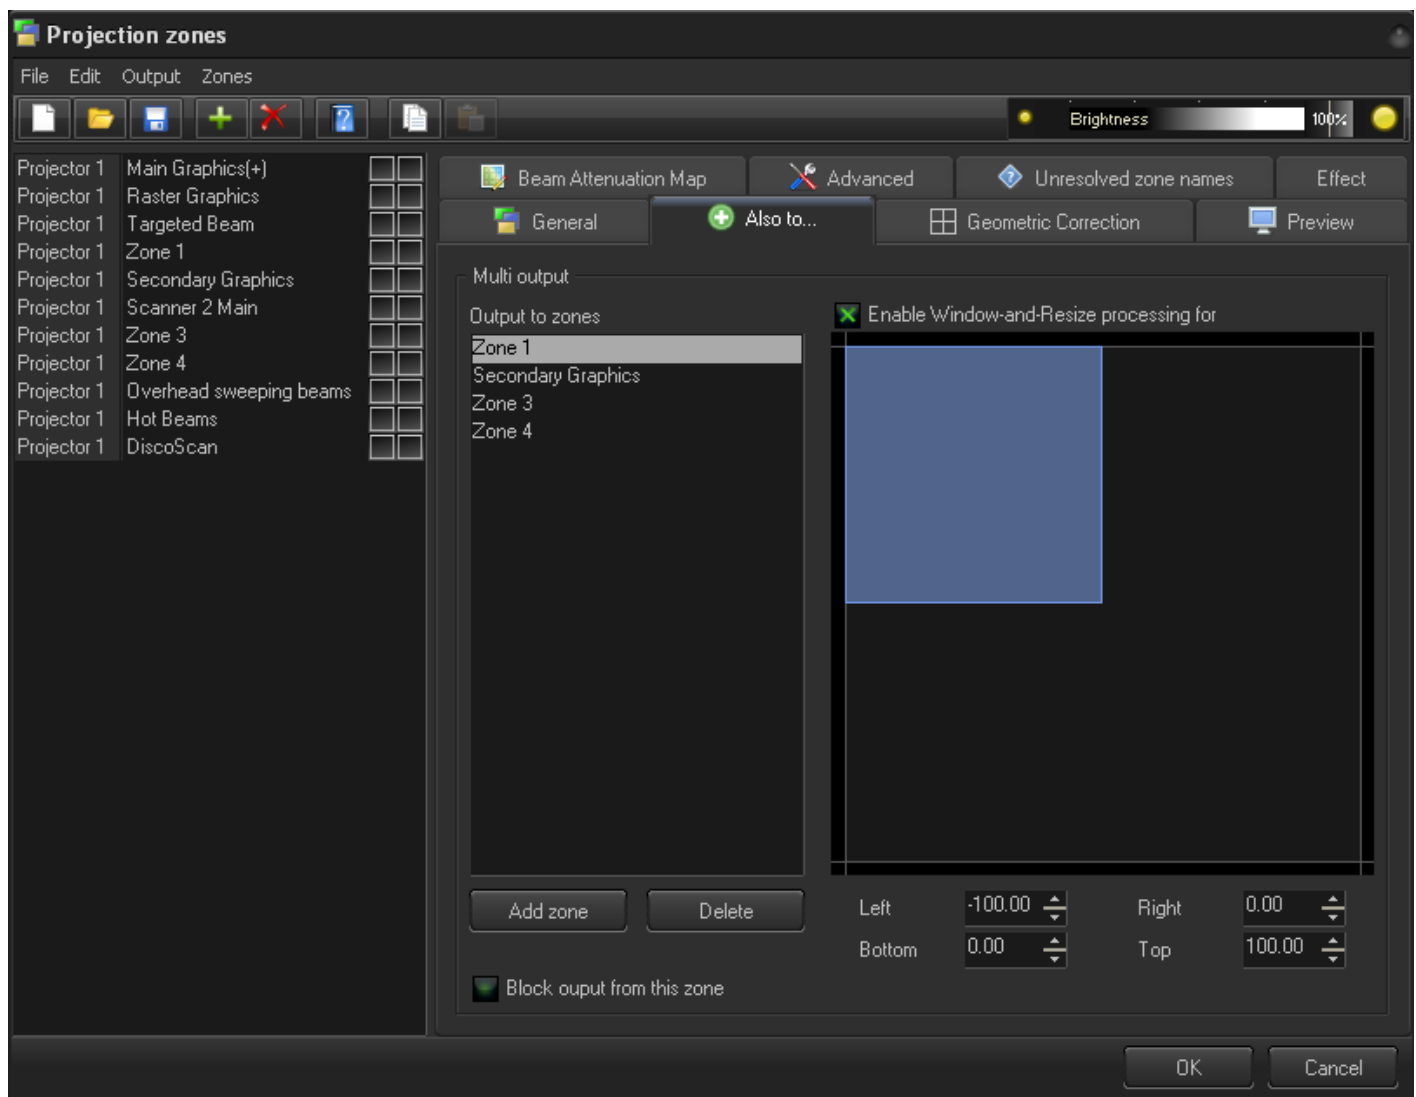 Projection zones
File Edit Output Zones
Brightness 100%
Projector 1 Main Graphics(+)
Projector 1 Raster Graphics
Projector 1 Targeted Beam
Projector 1 Zone 1
Projector 1 Secondary Graphics
Projector 1 Scanner 2 Main
Projector 1 Zone 3
Projector 1 Zone 4
Projector 1 Overhead sweeping beams
Projector 1 Hot Beams
Projector 1 DiscoScan
Beam Attenuation Map Advanced Unresolved zone names Effect
General Also to... Geometric Correction Preview
Multi output
Output to zones
Zone 1
Secondary Graphics
Zone 3
Zone 4
Enable Window-and-Resize processing for
Add zone Delete
Left -100.00 Right 0.00
Bottom 0.00 Top 100.00
Block ouput from this zone
OK Cancel